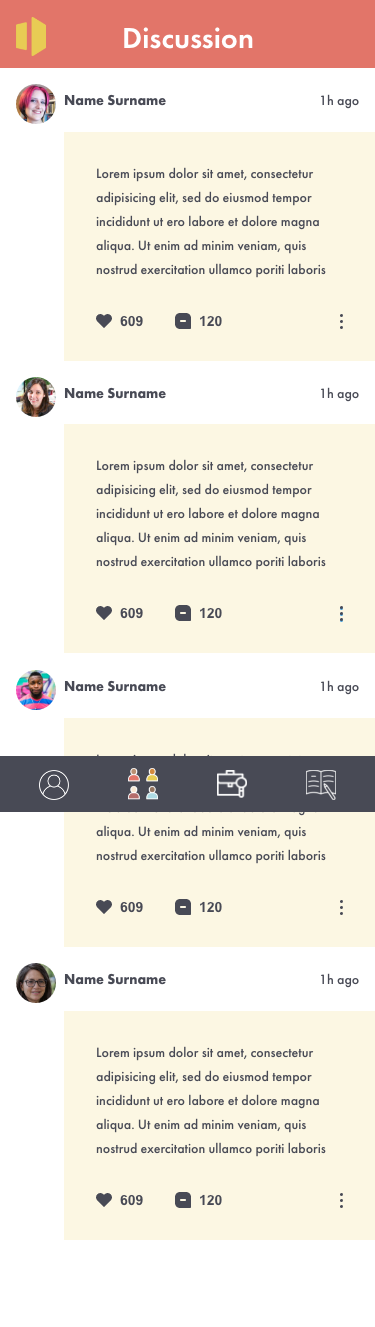 Discussion
Name Surname 1h ago
Lorem ipsum dolor sit amet, consectetur
adipisicing elit, sed do eiusmod tempor
incididunt ut ero labore et dolore magna
aliqua. Ut enim ad minim veniam, quis
nostrud exercitation ullamco poriti laboris
609 120
Name Surname 1h ago
Lorem ipsum dolor sit amet, consectetur
adipisicing elit, sed do eiusmod tempor
incididunt ut ero labore et dolore magna
aliqua. Ut enim ad minim veniam, quis
nostrud exercitation ullamco poriti laboris
609 120
Name Surname 1h ago
aliqua. Ut enim ad minim veniam, quis
nostrud exercitation ullamco poriti laboris
609 120
Name Surname 1h ago
Lorem ipsum dolor sit amet, consectetur
adipisicing elit, sed do eiusmod tempor
incididunt ut ero labore et dolore magna
aliqua. Ut enim ad minim veniam, quis
nostrud exercitation ullamco poriti laboris
609 120